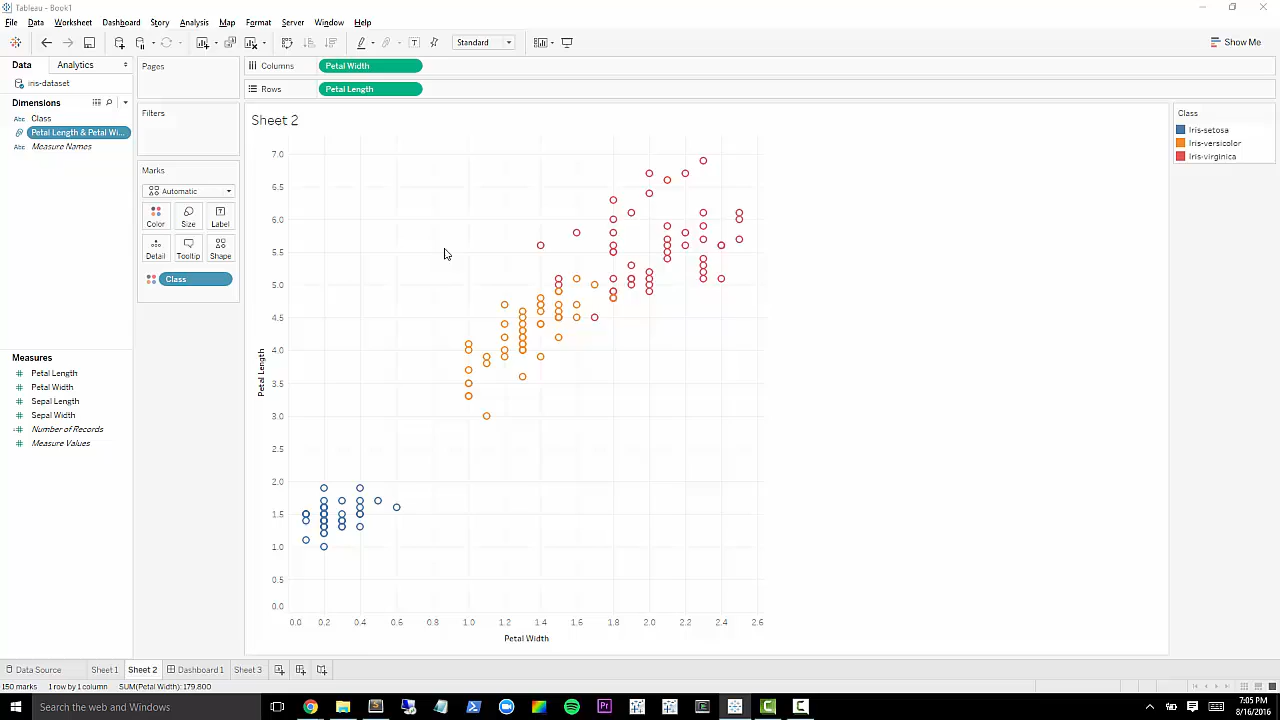 Tableau - Book1
File Data Worksheet Dashboard Story Analysis Map Format Server Window Help
Standard
Show Me
Data Analytics
iris-dataset
Dimensions
Abc Class
Petal Length & Petal Wi...
Abc Measure Names
Measures
# Petal Length
# Petal Width
# Sepal Length
# Sepal Width
# Number of Records
# Measure Values
Pages
Filters
Marks
Automatic
Color Size Label
Detail Tooltip Shape
Class
Columns Petal Width
Rows Petal Length
Sheet 2
7.0
6.5
6.0
5.5
5.0
4.5
4.0
3.5
3.0
2.5
2.0
1.5
1.0
0.5
0.0
Petal Length
0.0 0.2 0.4 0.6 0.8 1.0 1.2 1.4 1.6 1.8 2.0 2.2 2.4 2.6
Petal Width
Class
Iris-setosa
Iris-versicolor
Iris-virginica
Data Source Sheet 1 Sheet 2 Dashboard 1 Sheet 3
150 marks 1 row by 1 column SUM(Petal Width): 179.800
Search the web and Windows
Pr
7:05 PM
8/16/2016